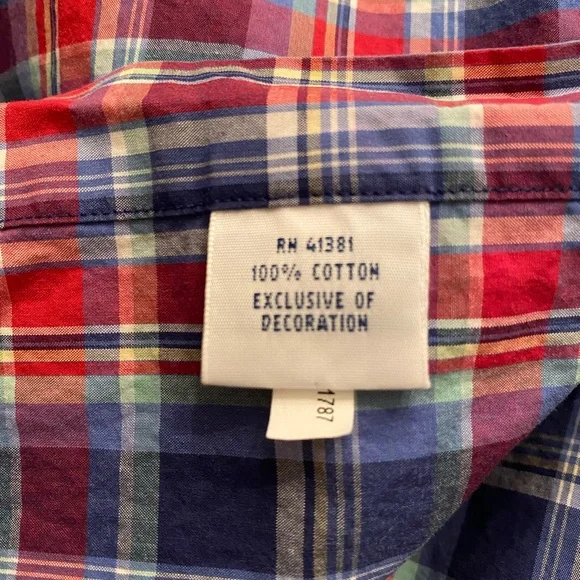 RN 41381
100% COTTON
EXCLUSIVE OF
DECORATION
1787